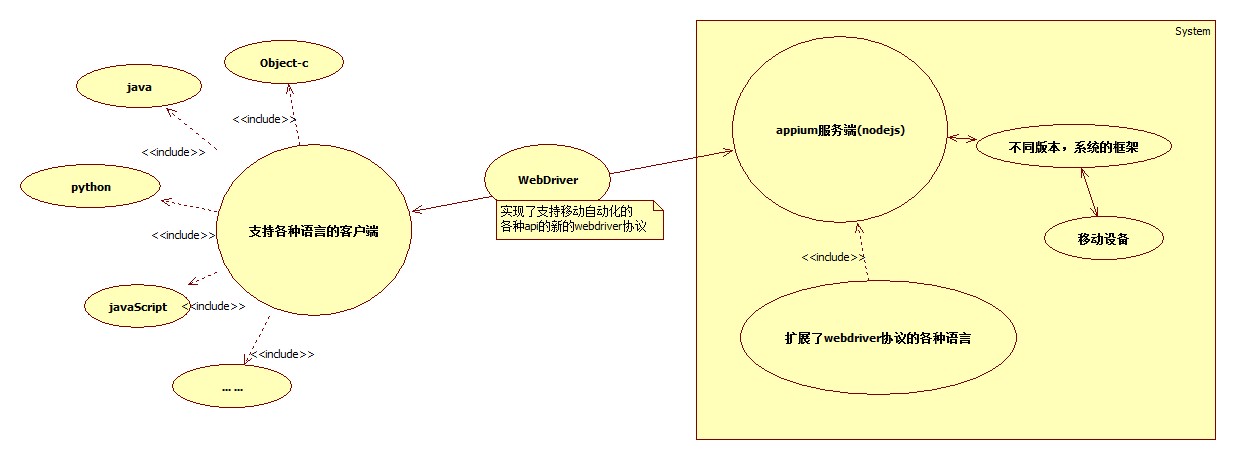 System
Object-c
java
<<include>>
<<include>>
appium服务端(nodejs)
不同版本，系统的框架
python
WebDriver
实现了支持移动自动化的
各种api的新的webdriver协议
<<include>>
支持各种语言的客户端
移动设备
<<include>>
javaScript
<<include>>
扩展了webdriver协议的各种语言
<<include>>
... ...